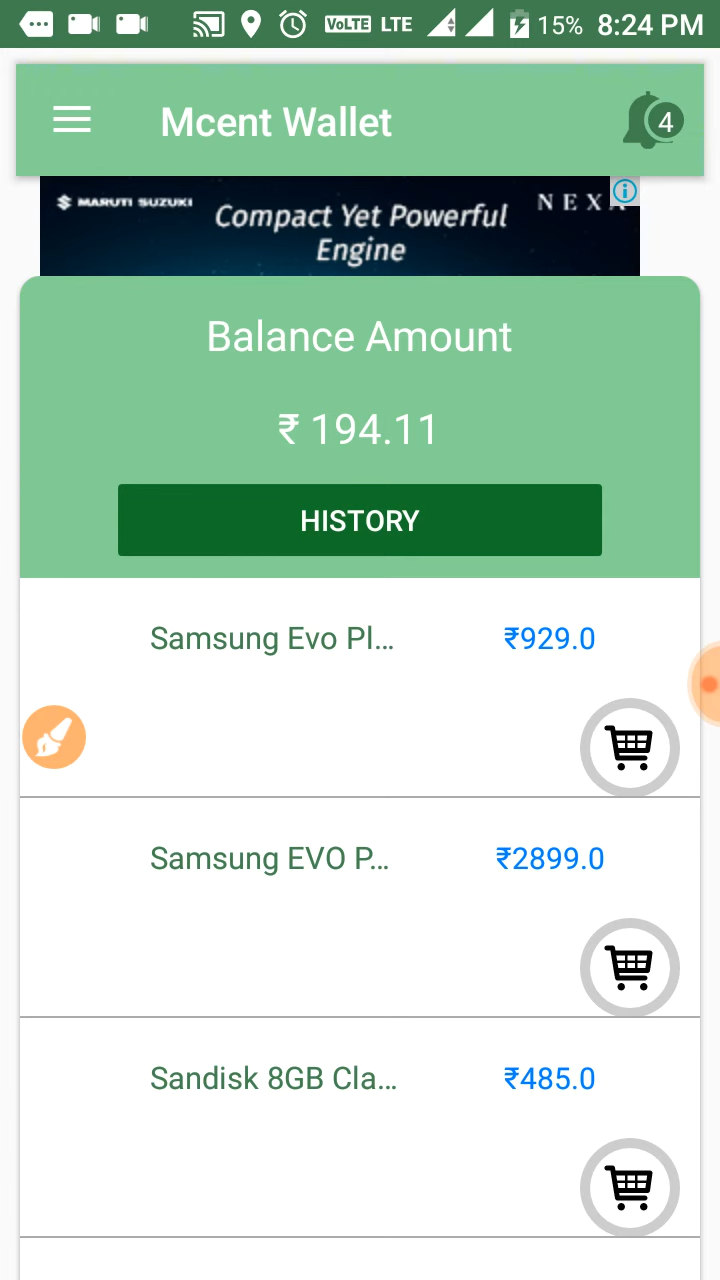 VoLTE LTE 15% 8:24 PM
Mcent Wallet 4
MARUTI SUZUKI NEXA
Compact Yet Powerful
Engine
Balance Amount
₹ 194.11
HISTORY
Samsung Evo Pl... ₹929.0
Samsung EVO P... ₹2899.0
Sandisk 8GB Cla... ₹485.0